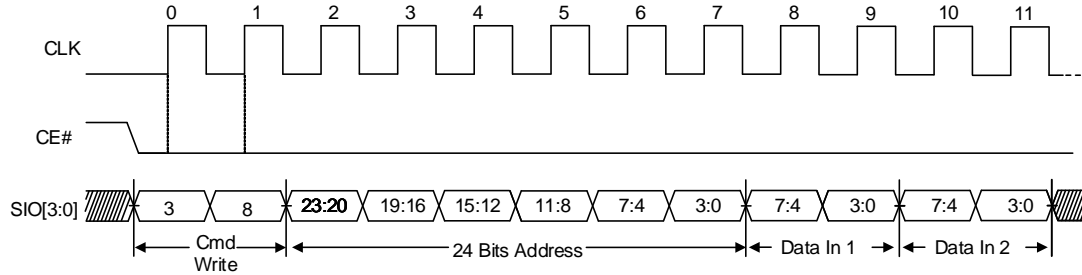 0 1 2 3 4 5 6 7 8 9 10 11
CLK
CE#
SIO[3:0] 3 8 23:20 19:16 15:12 11:8 7:4 3:0 7:4 3:0 7:4 3:0
Cmd 24 Bits Address Data In 1 Data In 2
Write